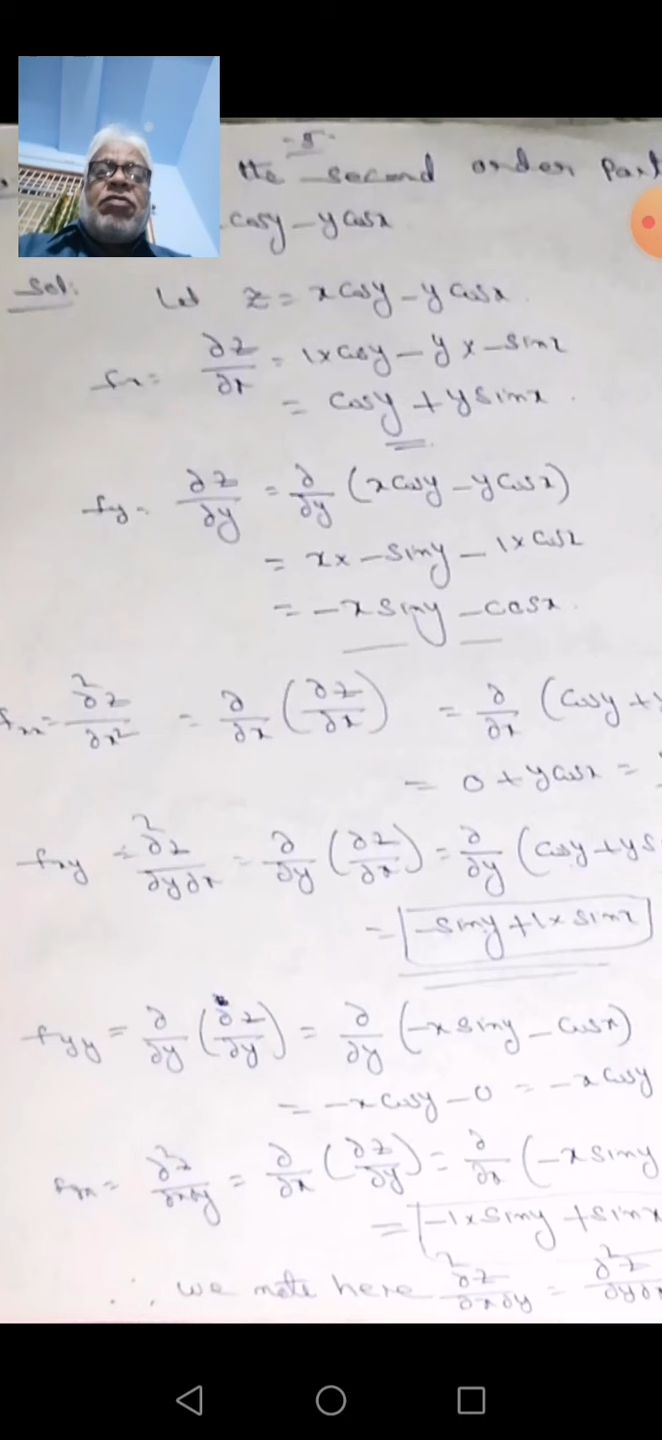 -5-
the second order Part
cosy – y cosx
Sol: Let z = x cosy – y cosx
fx = ∂z/∂x = 1 x cosy – y x – sinx
= cosy + y sinx.
fy = ∂z/∂y = ∂/∂y (x cosy – y cosx)
= x x – siny – 1 x cosx
= – x siny – cosx.
fxx = ∂²z/∂x² = ∂/∂x (∂z/∂x) = ∂/∂x (cosy + y
= 0 + y cosx =
fxy = ∂²z/∂y∂x = ∂/∂y (∂z/∂x) = ∂/∂y (cosy + y s
= – siny + 1 x sinx
fyy = ∂/∂y (∂z/∂y) = ∂/∂y (– x siny – cosx)
= – x cosy – 0 = – x cosy
∂²z/∂x∂y = ∂/∂x (∂z/∂y) = ∂/∂x (– x siny
= – 1 x siny + sinx
∴ we note here ∂²z/∂x∂y = ∂²z/∂y∂x